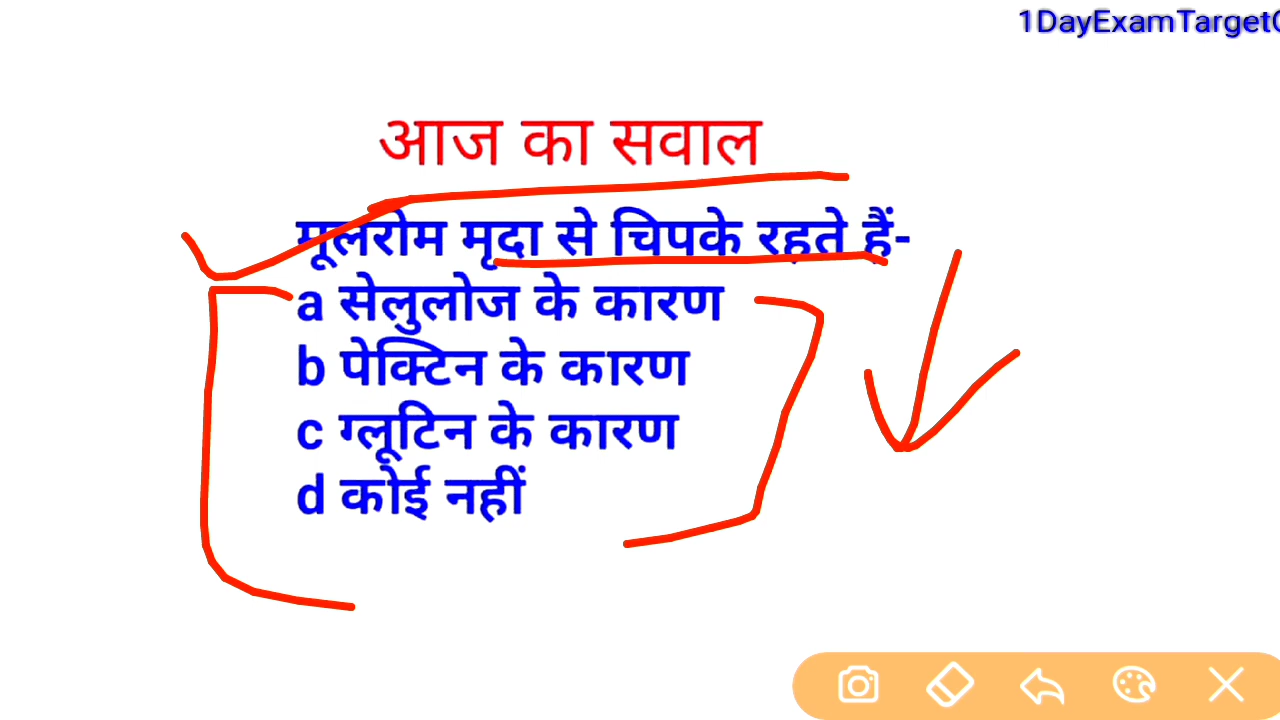 1DayExamTarget
आज का सवाल
मूलरोम मृदा से चिपके रहते हैं-
a सेलुलोज के कारण
b पेक्टिन के कारण
c ग्लूटिन के कारण
d कोई नहीं